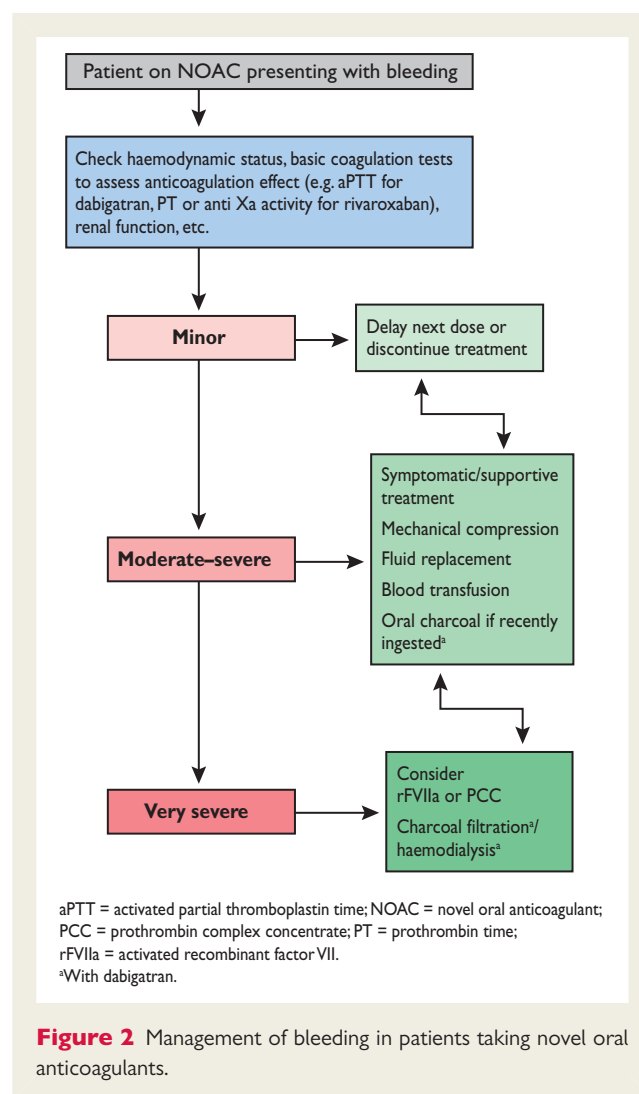 Patient on NOAC presenting with bleeding
Check haemodynamic status, basic coagulation tests
to assess anticoagulation effect (e.g. aPTT for
dabigatran, PT or anti Xa activity for rivaroxaban),
renal function, etc.
Minor
Delay next dose or
discontinue treatment
Moderate–severe
Symptomatic/supportive
treatment
Mechanical compression
Fluid replacement
Blood transfusion
Oral charcoal if recently
ingestedᵃ
Very severe
Consider
rFVIIa or PCC
Charcoal filtrationᵃ/
haemodialysisᵃ
aPTT = activated partial thromboplastin time; NOAC = novel oral anticoagulant;
PCC = prothrombin complex concentrate; PT = prothrombin time;
rFVIIa = activated recombinant factor VII.
ᵃWith dabigatran.
Figure 2 Management of bleeding in patients taking novel oral
anticoagulants.